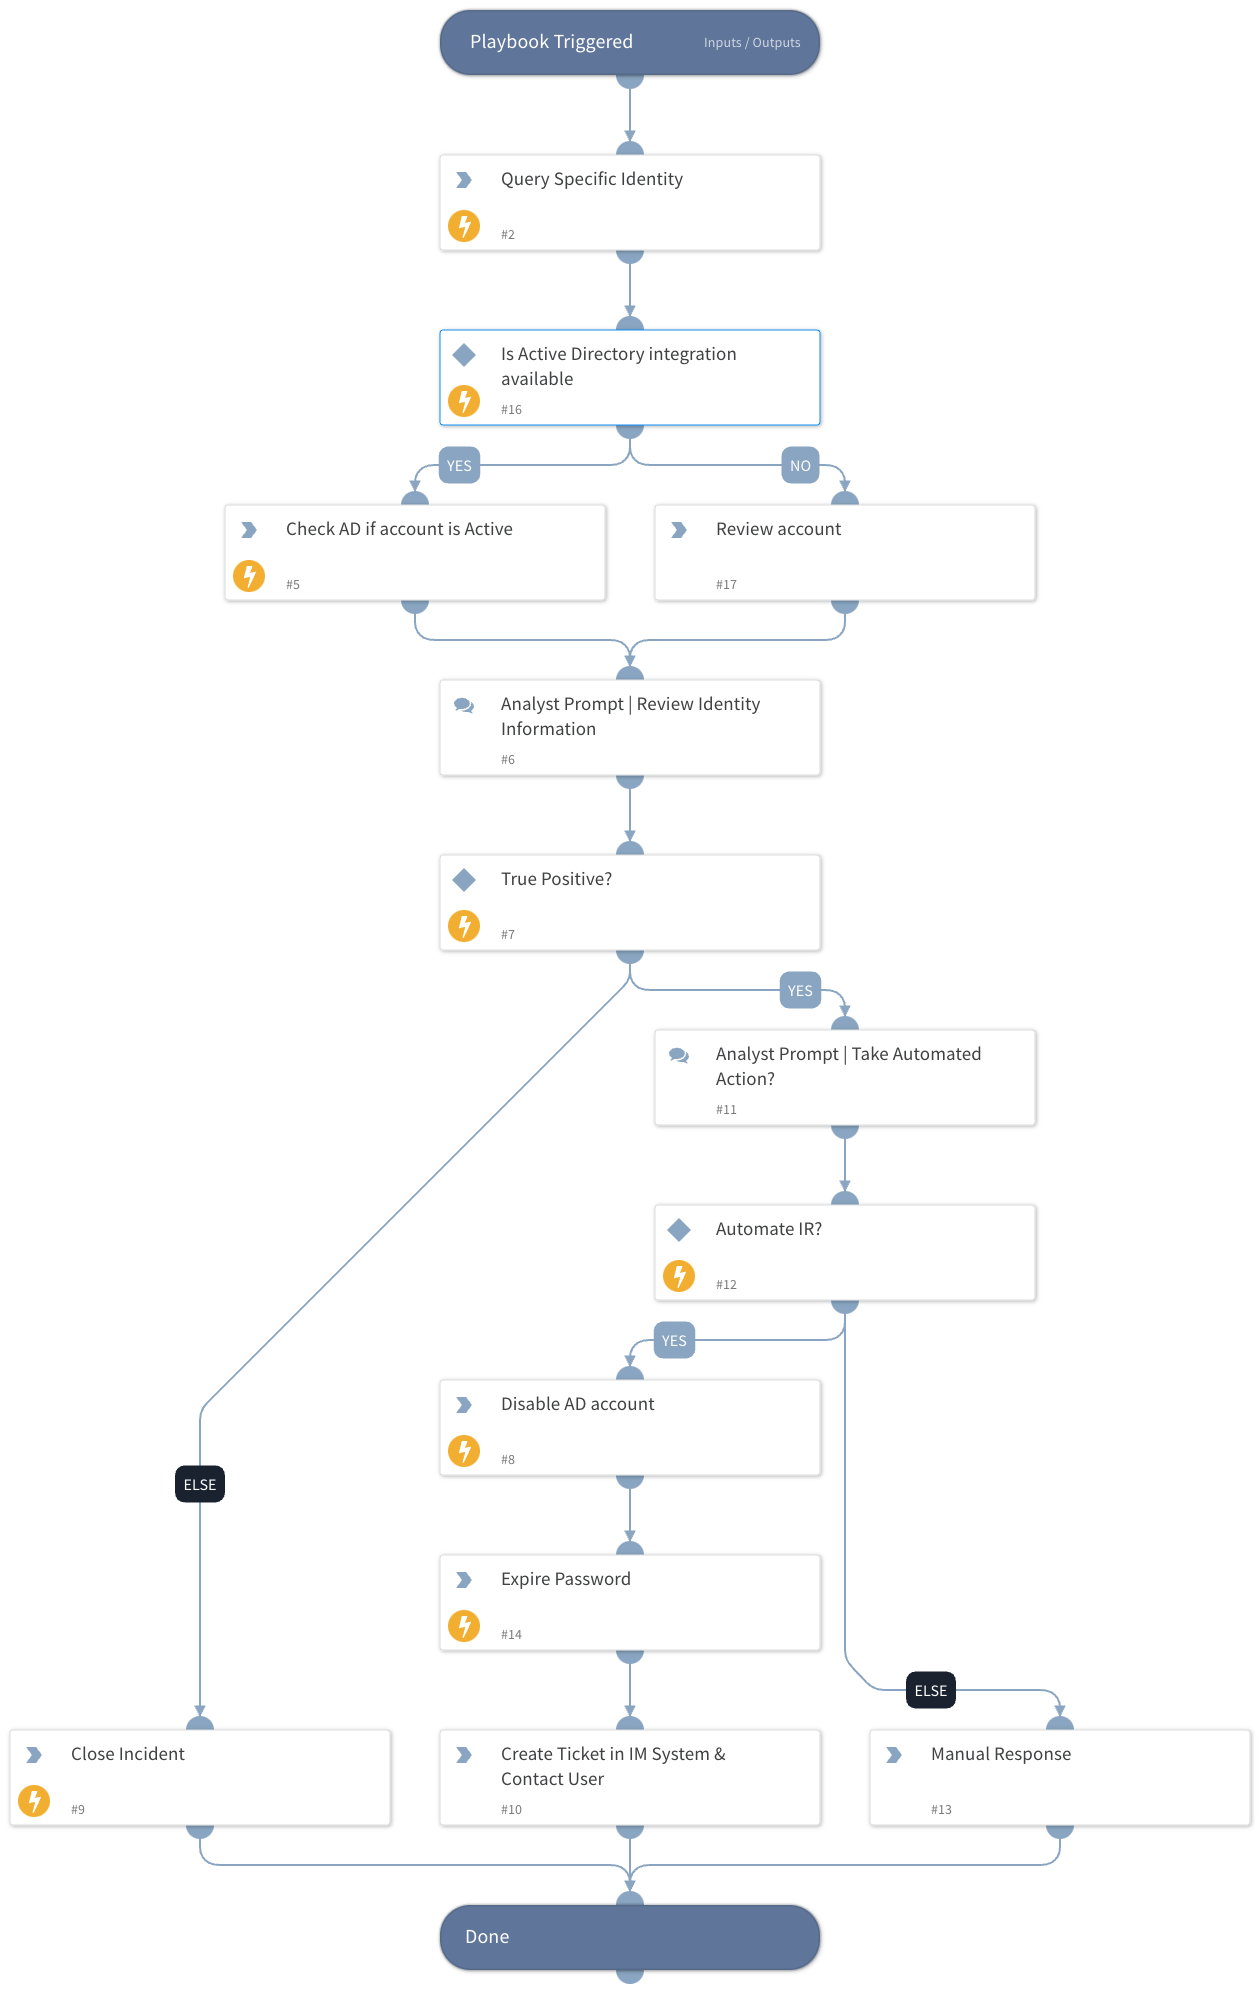 Playbook Triggered
Inputs / Outputs
Query Specific Identity
#2
Is Active Directory integration
available
#16
YES
NO
Check AD if account is Active
#5
Review account
#17
Analyst Prompt | Review Identity
Information
#6
True Positive?
#7
YES
Analyst Prompt | Take Automated
Action?
#11
Automate IR?
#12
YES
Disable AD account
#8
ELSE
Expire Password
#14
ELSE
Close Incident
#9
Create Ticket in IM System &
Contact User
#10
Manual Response
#13
Done